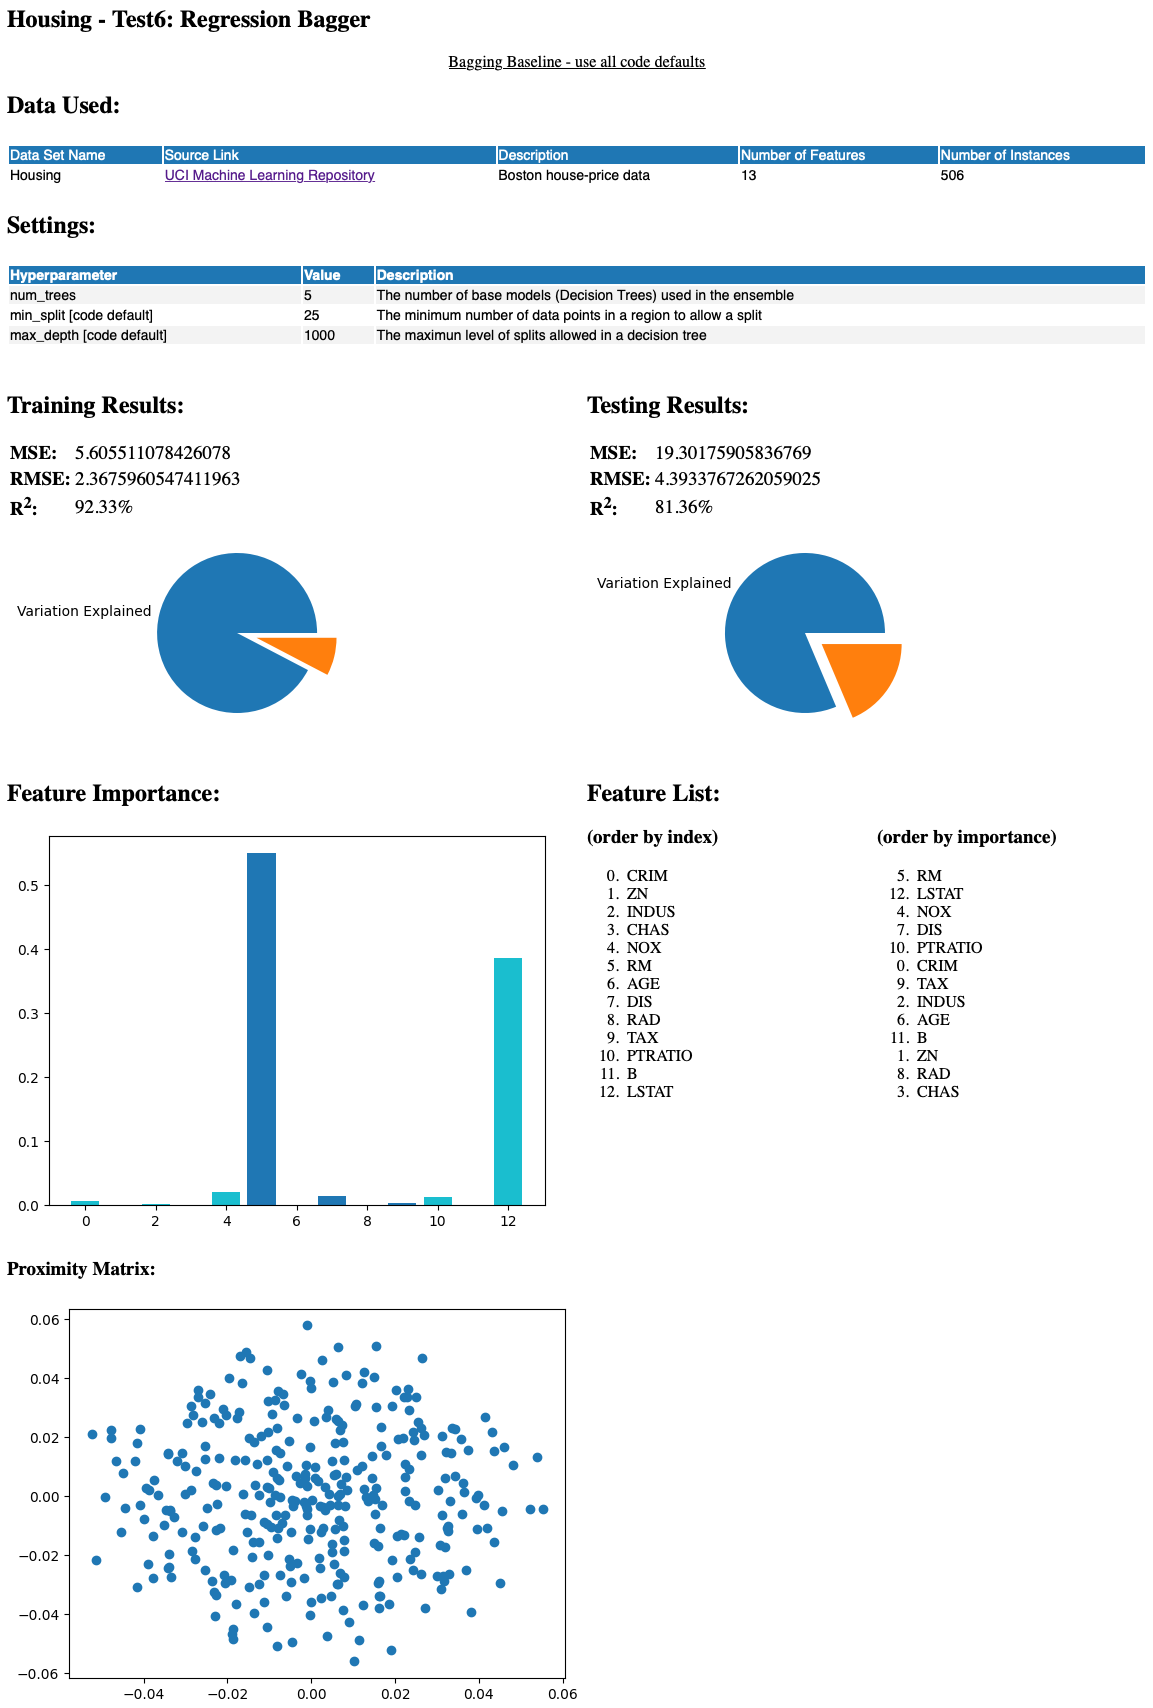 Housing - Test6: Regression Bagger
Bagging Baseline - use all code defaults
Data Used:
Data Set Name Source Link Description Number of Features Number of Instances
Housing UCI Machine Learning Repository Boston house-price data 13 506
Settings:
Hyperparameter Value Description
num_trees 5 The number of base models (Decision Trees) used in the ensemble
min_split [code default] 25 The minimum number of data points in a region to allow a split
max_depth [code default] 1000 The maximun level of splits allowed in a decision tree
Training Results:
MSE: 5.605511078426078
RMSE: 2.3675960547411963
R2: 92.33%
Variation Explained
Testing Results:
MSE: 19.30175905836769
RMSE: 4.3933767262059025
R2: 81.36%
Variation Explained
Feature Importance:
0.5
0.4
0.3
0.2
0.1
0.0
0 2 4 6 8 10 12
Feature List:
(order by index)
0. CRIM
1. ZN
2. INDUS
3. CHAS
4. NOX
5. RM
6. AGE
7. DIS
8. RAD
9. TAX
10. PTRATIO
11. B
12. LSTAT
(order by importance)
5. RM
12. LSTAT
4. NOX
7. DIS
10. PTRATIO
0. CRIM
9. TAX
2. INDUS
6. AGE
11. B
1. ZN
8. RAD
3. CHAS
Proximity Matrix:
0.06
0.04
0.02
0.00
−0.02
−0.04
−0.06
−0.04 −0.02 0.00 0.02 0.04 0.06